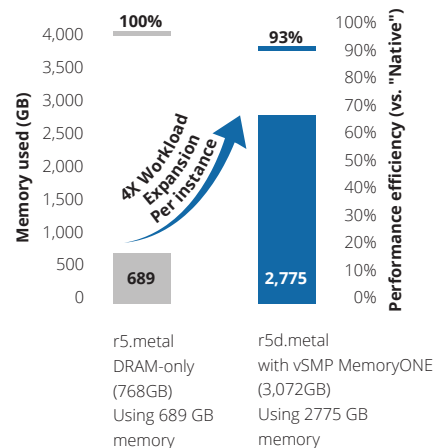 100%
93%
4,000
3,500
3,000
2,500
2,000
1,500
1,000
500
0
Memory used (GB)
4X Workload
Expansion
Per instance
689
2,775
100%
90%
80%
70%
60%
50%
40%
30%
20%
10%
0%
Performance efficiency (vs. "Native")
r5.metal
DRAM-only
(768GB)
Using 689 GB
memory
r5d.metal
with vSMP MemoryONE
(3,072GB)
Using 2775 GB
memory